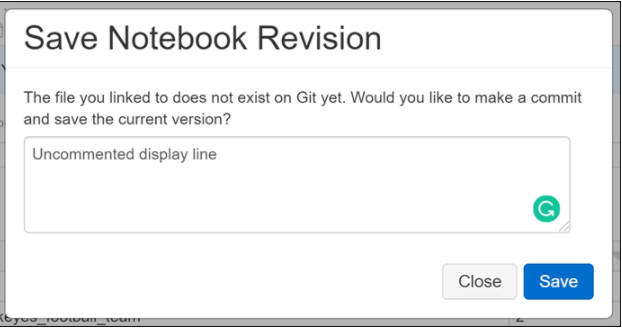 Save Notebook Revision
The file you linked to does not exist on Git yet. Would you like to make a commit
and save the current version?
Uncommented display line
Close
Save
keyes_football_team